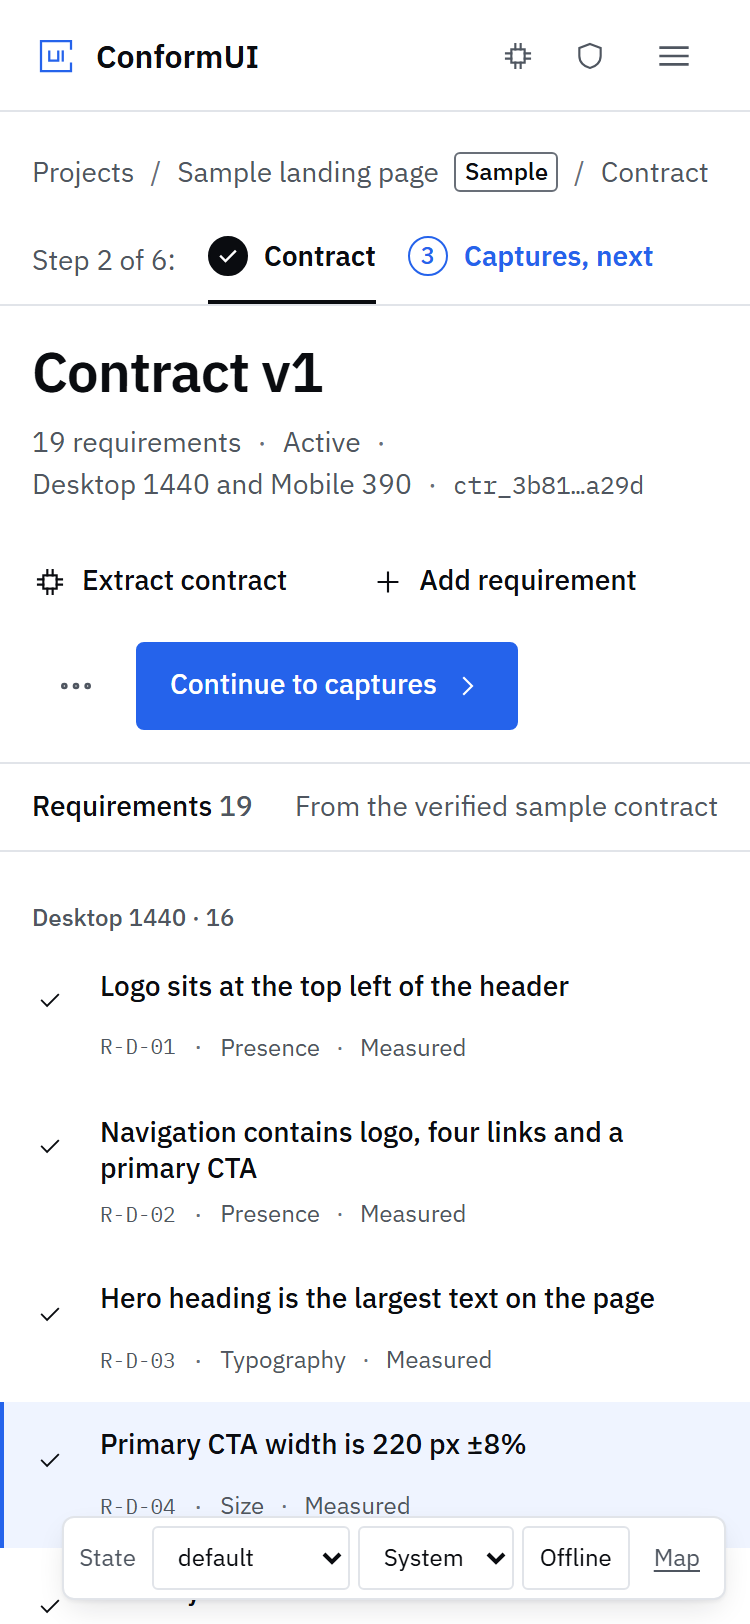 UI ConformUI
Projects / Sample landing page Sample / Contract
Step 2 of 6: Contract 3 Captures, next
Contract v1
19 requirements · Active ·
Desktop 1440 and Mobile 390 · ctr_3b81…a29d
Extract contract + Add requirement
Continue to captures
Requirements 19 From the verified sample contract
Desktop 1440 · 16
Logo sits at the top left of the header
R-D-01 · Presence · Measured
Navigation contains logo, four links and a
primary CTA
R-D-02 · Presence · Measured
Hero heading is the largest text on the page
R-D-03 · Typography · Measured
Primary CTA width is 220 px ±8%
R-D-04 · Size · Measured
State default System Offline Map